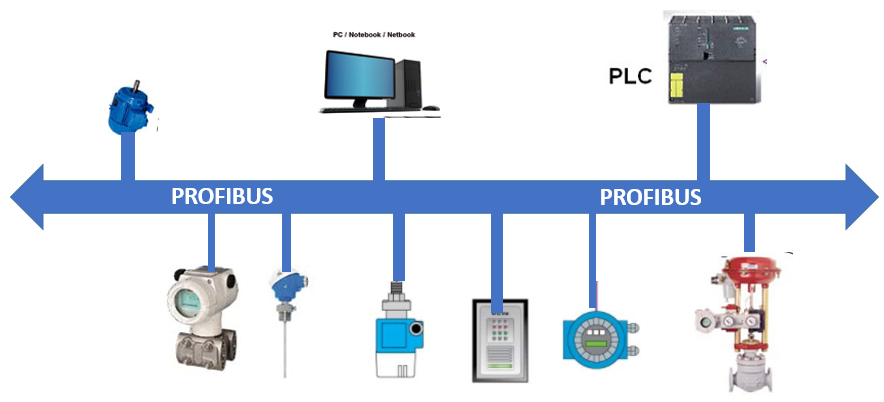 PC / Notebook / Netbook
PLC
PROFIBUS
PROFIBUS